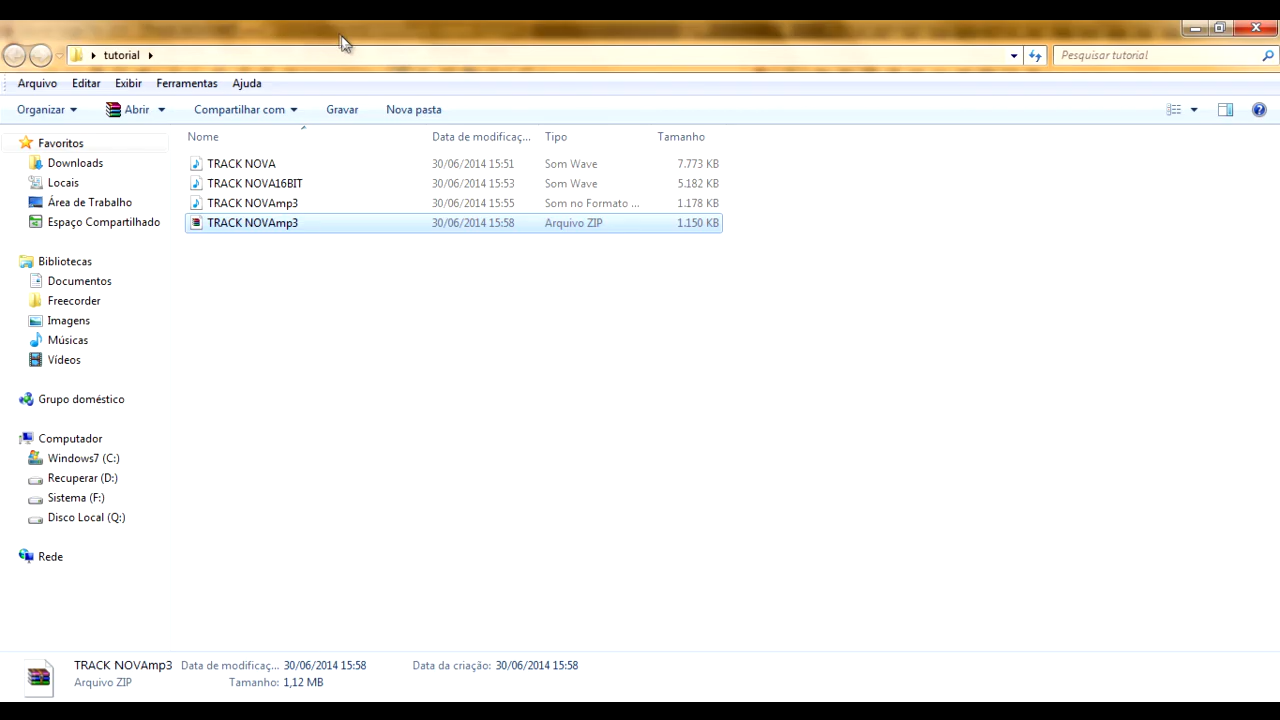 tutorial
Pesquisar tutorial
Arquivo Editar Exibir Ferramentas Ajuda
Organizar Abrir Compartilhar com Gravar Nova pasta
Nome Data de modificaç... Tipo Tamanho
TRACK NOVA 30/06/2014 15:51 Som Wave 7.773 KB
TRACK NOVA16BIT 30/06/2014 15:53 Som Wave 5.182 KB
TRACK NOVAmp3 30/06/2014 15:55 Som no Formato ... 1.178 KB
TRACK NOVAmp3 30/06/2014 15:58 Arquivo ZIP 1.150 KB
Favoritos
Downloads
Locais
Área de Trabalho
Espaço Compartilhado
Bibliotecas
Documentos
Freecorder
Imagens
Músicas
Vídeos
Grupo doméstico
Computador
Windows7 (C:)
Recuperar (D:)
Sistema (F:)
Disco Local (Q:)
Rede
TRACK NOVAmp3 Data de modificaç... 30/06/2014 15:58 Data da criação: 30/06/2014 15:58
Arquivo ZIP Tamanho: 1,12 MB